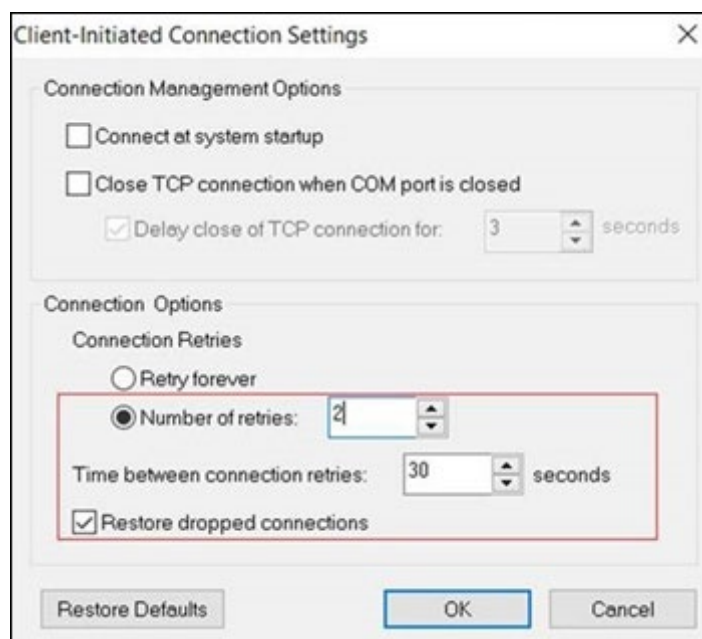 Client-Initiated Connection Settings
Connection Management Options
Connect at system startup
Close TCP connection when COM port is closed
Delay close of TCP connection for: 3 seconds
Connection Options
Connection Retries
Retry forever
Number of retries: 2
Time between connection retries: 30 seconds
Restore dropped connections
Restore Defaults OK Cancel